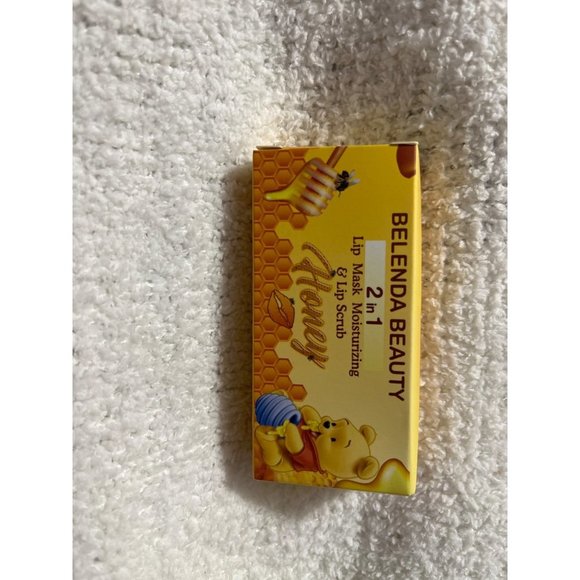 BELENDA BEAUTY
2 in 1
Lip Mask Moisturizing
& Lip Scrub
Honey